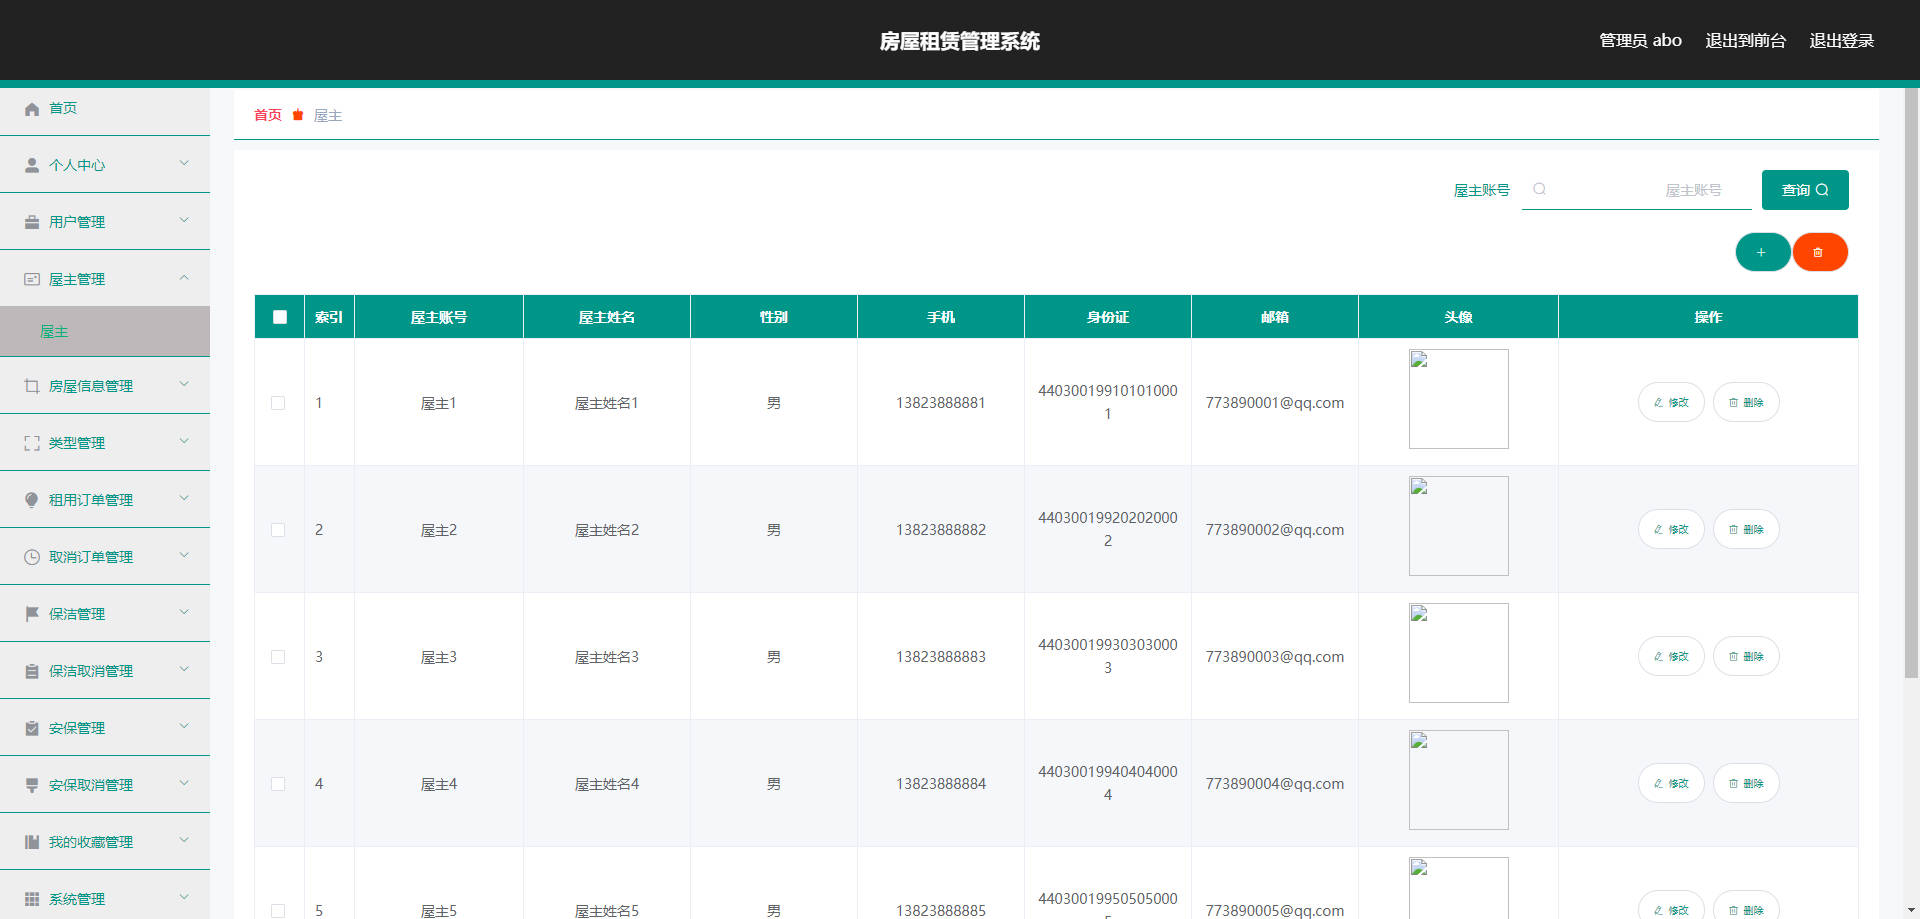 房屋租赁管理系统
管理员 abo 退出到前台 退出登录
首页
个人中心
用户管理
屋主管理
屋主
房屋信息管理
类型管理
租用订单管理
取消订单管理
保洁管理
保洁取消管理
安保管理
安保取消管理
我的收藏管理
系统管理
首页 屋主
屋主账号 屋主账号 查询
索引 屋主账号 屋主姓名 性别 手机 身份证 邮箱 头像 操作
1 屋主1 屋主姓名1 男 13823888881 44030019910101000
1
773890001@qq.com 修改 删除
2 屋主2 屋主姓名2 男 13823888882 44030019920202000
2
773890002@qq.com 修改 删除
3 屋主3 屋主姓名3 男 13823888883 44030019930303000
3
773890003@qq.com 修改 删除
4 屋主4 屋主姓名4 男 13823888884 44030019940404000
4
773890004@qq.com 修改 删除
5 屋主5 屋主姓名5 男 13823888885 44030019950505000
773890005@qq.com 修改 删除